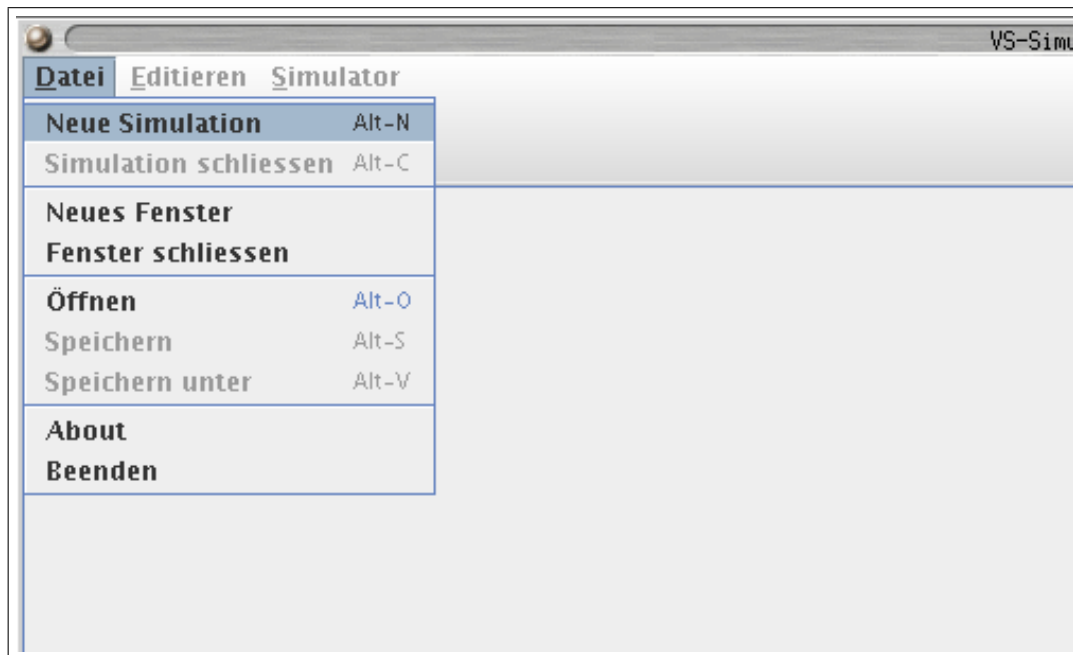 VS-Simu
Datei Editieren Simulator
Neue Simulation Alt-N
Simulation schliessen Alt-C
Neues Fenster
Fenster schliessen
Öffnen Alt-O
Speichern Alt-S
Speichern unter Alt-V
About
Beenden